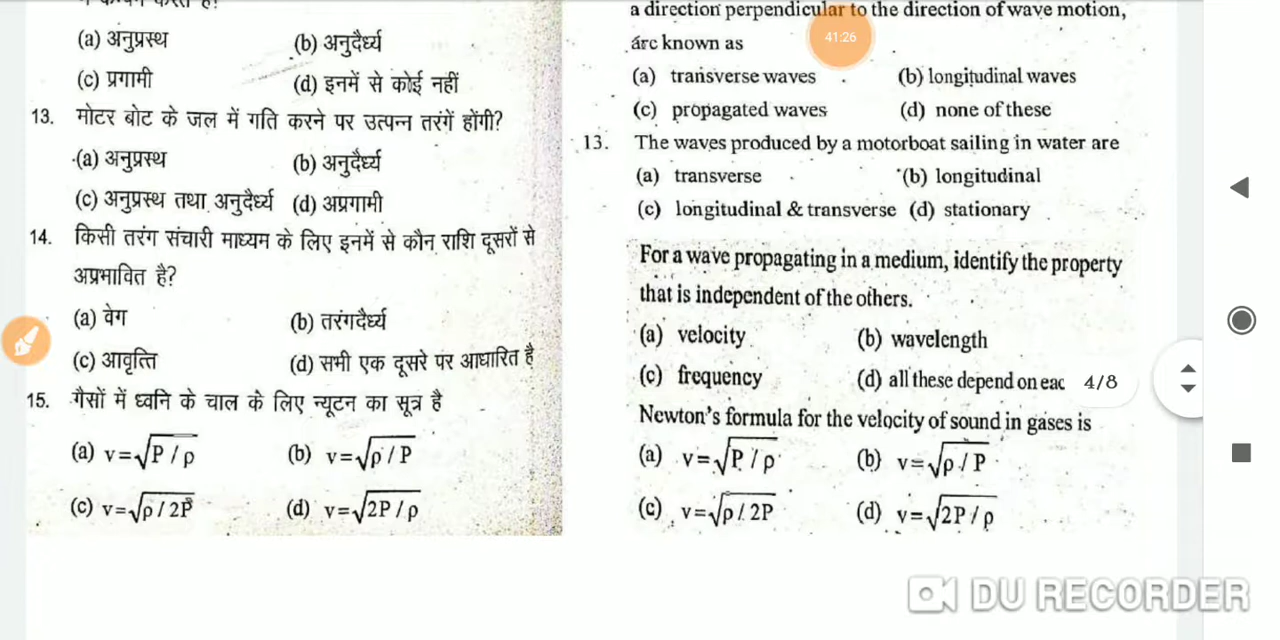 (a) अनुप्रस्थ (b) अनुदैर्ध्य
(c) प्रगामी (d) इनमें से कोई नहीं
13. मोटर बोट के जल में गति करने पर उत्पन्न तरंगें होंगी?
(a) अनुप्रस्थ (b) अनुदैर्ध्य
(c) अनुप्रस्थ तथा अनुदैर्ध्य (d) अप्रगामी
14. किसी तरंग संचारी माध्यम के लिए इनमें से कौन राशि दूसरों से
अप्रभावित है?
(a) वेग (b) तरंगदैर्ध्य
(c) आवृत्ति (d) सभी एक दूसरे पर आधारित है
15. गैसों में ध्वनि के चाल के लिए न्यूटन का सूत्र है
(a) v=√P/ρ (b) v=√ρ/P
(c) v=√ρ/2P (d) v=√2P/ρ
a direction perpendicular to the direction of wave motion,
are known as
(a) transverse waves (b) longitudinal waves
(c) propagated waves (d) none of these
13. The waves produced by a motorboat sailing in water are
(a) transverse (b) longitudinal
(c) longitudinal & transverse (d) stationary
For a wave propagating in a medium, identify the property
that is independent of the others.
(a) velocity (b) wavelength
(c) frequency (d) all these depend on eac
Newton's formula for the velocity of sound in gases is
(a) v=√P/ρ (b) v=√ρ/P
(c) v=√ρ/2P (d) v=√2P/ρ
41:26
4/8
DU RECORDER